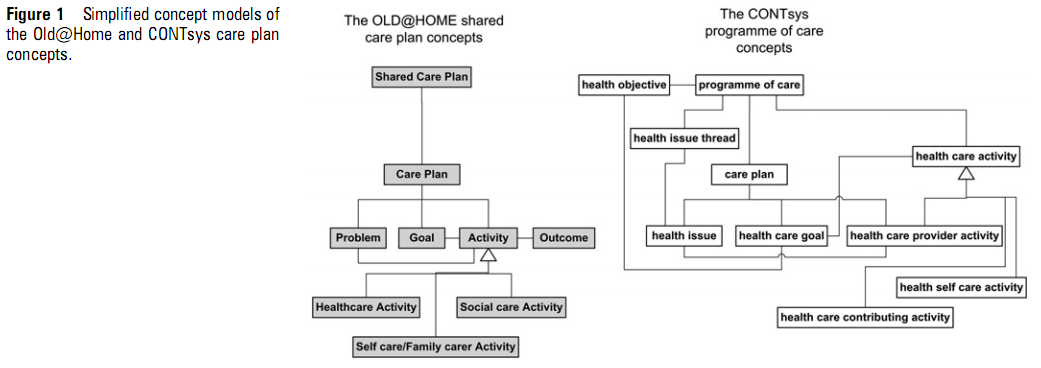 Figure 1 Simplified concept models of
the Old@Home and CONTsys care plan
concepts.
The OLD@HOME shared
care plan concepts
Shared Care Plan
Care Plan
Problem
Goal
Activity
Outcome
Healthcare Activity
Social care Activity
Self care/Family carer Activity
The CONTsys
programme of care
concepts
health objective
programme of care
health issue thread
health care activity
care plan
health issue
health care goal
health care provider activity
health self care activity
health care contributing activity